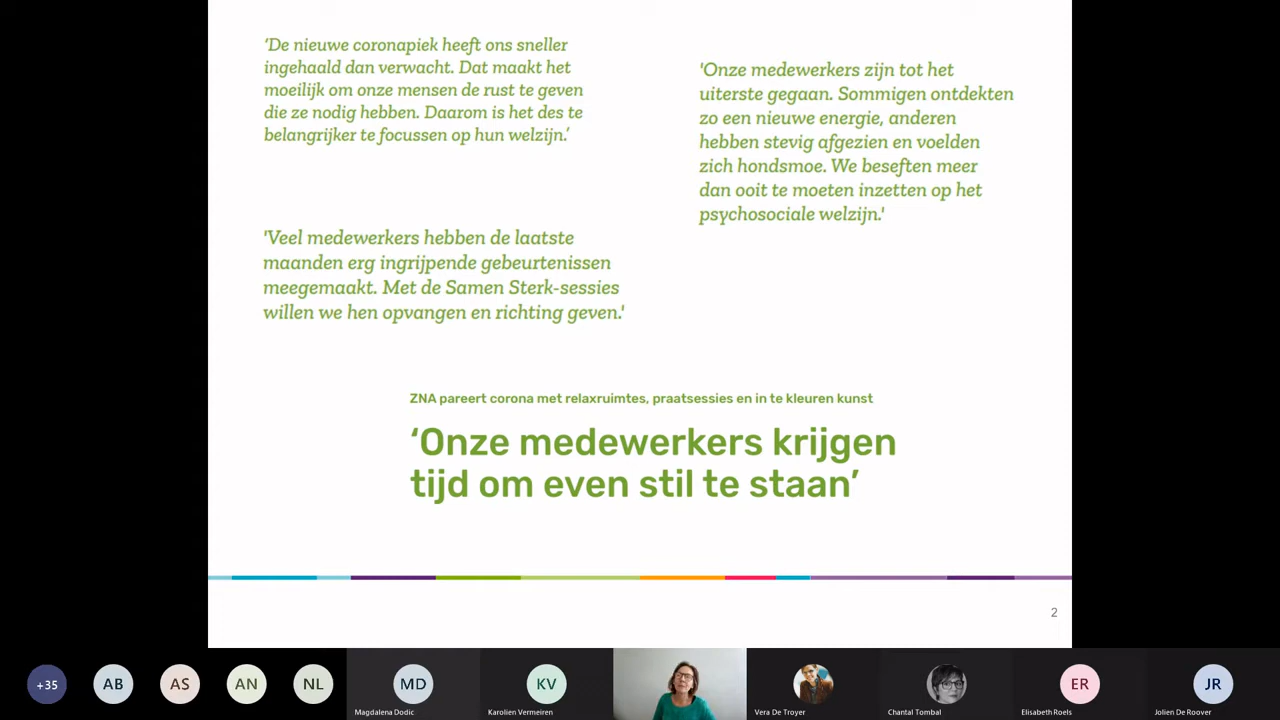 ‘De nieuwe coronapiek heeft ons sneller
ingehaald dan verwacht. Dat maakt het
moeilijk om onze mensen de rust te geven
die ze nodig hebben. Daarom is het des te
belangrijker te focussen op hun welzijn.’
'Onze medewerkers zijn tot het
uiterste gegaan. Sommigen ontdekten
zo een nieuwe energie, anderen
hebben stevig afgezien en voelden
zich hondsmoe. We beseften meer
dan ooit te moeten inzetten op het
psychosociale welzijn.'
'Veel medewerkers hebben de laatste
maanden erg ingrijpende gebeurtenissen
meegemaakt. Met de Samen Sterk-sessies
willen we hen opvangen en richting geven.'
ZNA pareert corona met relaxruimtes, praatsessies en in te kleuren kunst
‘Onze medewerkers krijgen
tijd om even stil te staan’
2
+35
AB
AS
AN
NL
MD
Magdalena Dodic
KV
Karolien Vermeiren
Vera De Troyer
Chantal Tombal
ER
Elisabeth Roels
JR
Jolien De Roover